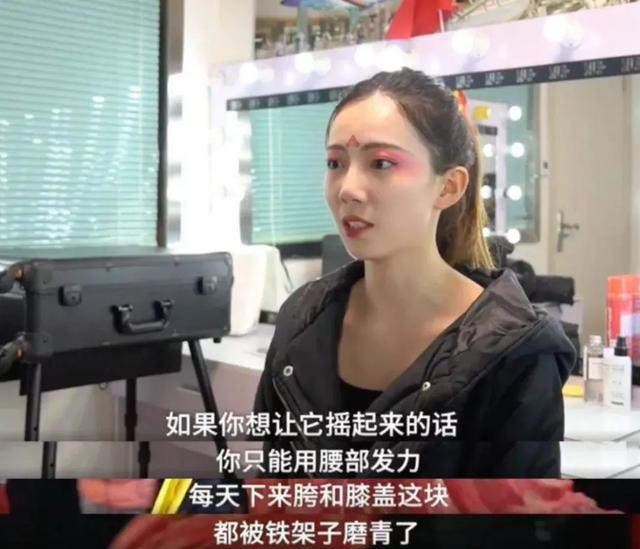 如果你想让它摇起来的话
你只能用腰部发力
每天下来胯和膝盖这块
都被铁架子磨青了